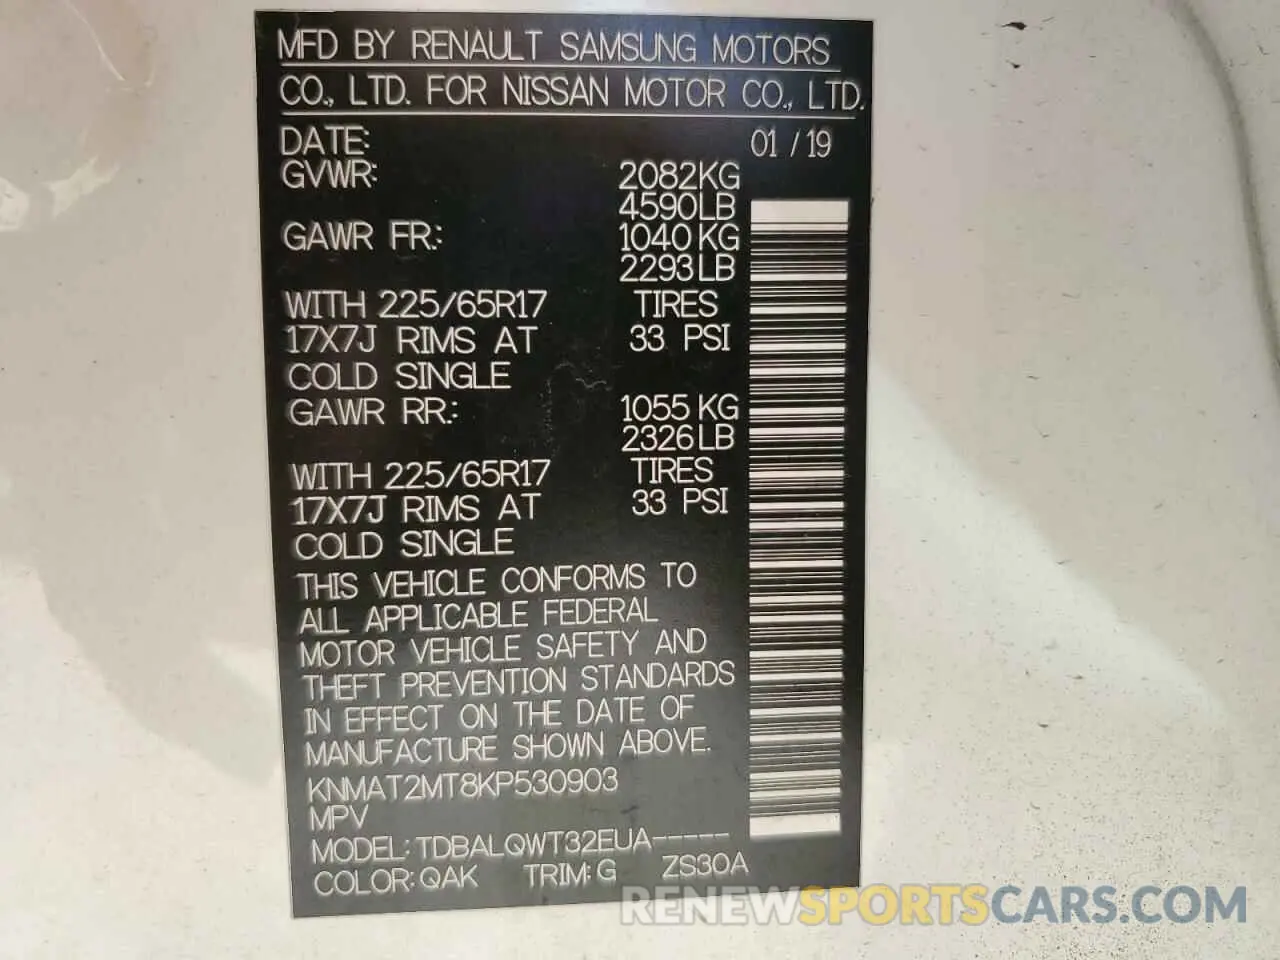 MFD BY RENAULT SAMSUNG MOTORS
CO., LTD. FOR NISSAN MOTOR CO., LTD.
DATE: 01 / 19
GVWR: 2082KG
4590LB
GAWR FR.: 1040 KG
2293LB
WITH 225/65R17 TIRES
17X7J RIMS AT 33 PSI
COLD SINGLE
GAWR RR.: 1055 KG
2326LB
WITH 225/65R17 TIRES
17X7J RIMS AT 33 PSI
COLD SINGLE
THIS VEHICLE CONFORMS TO
ALL APPLICABLE FEDERAL
MOTOR VEHICLE SAFETY AND
THEFT PREVENTION STANDARDS
IN EFFECT ON THE DATE OF
MANUFACTURE SHOWN ABOVE.
KNMAT2MT8KP530903
MPV
MODEL: TDBALQWT32EUA-----
COLOR: QAK TRIM: G ZS30A
RENEWSPORTSCARS.COM